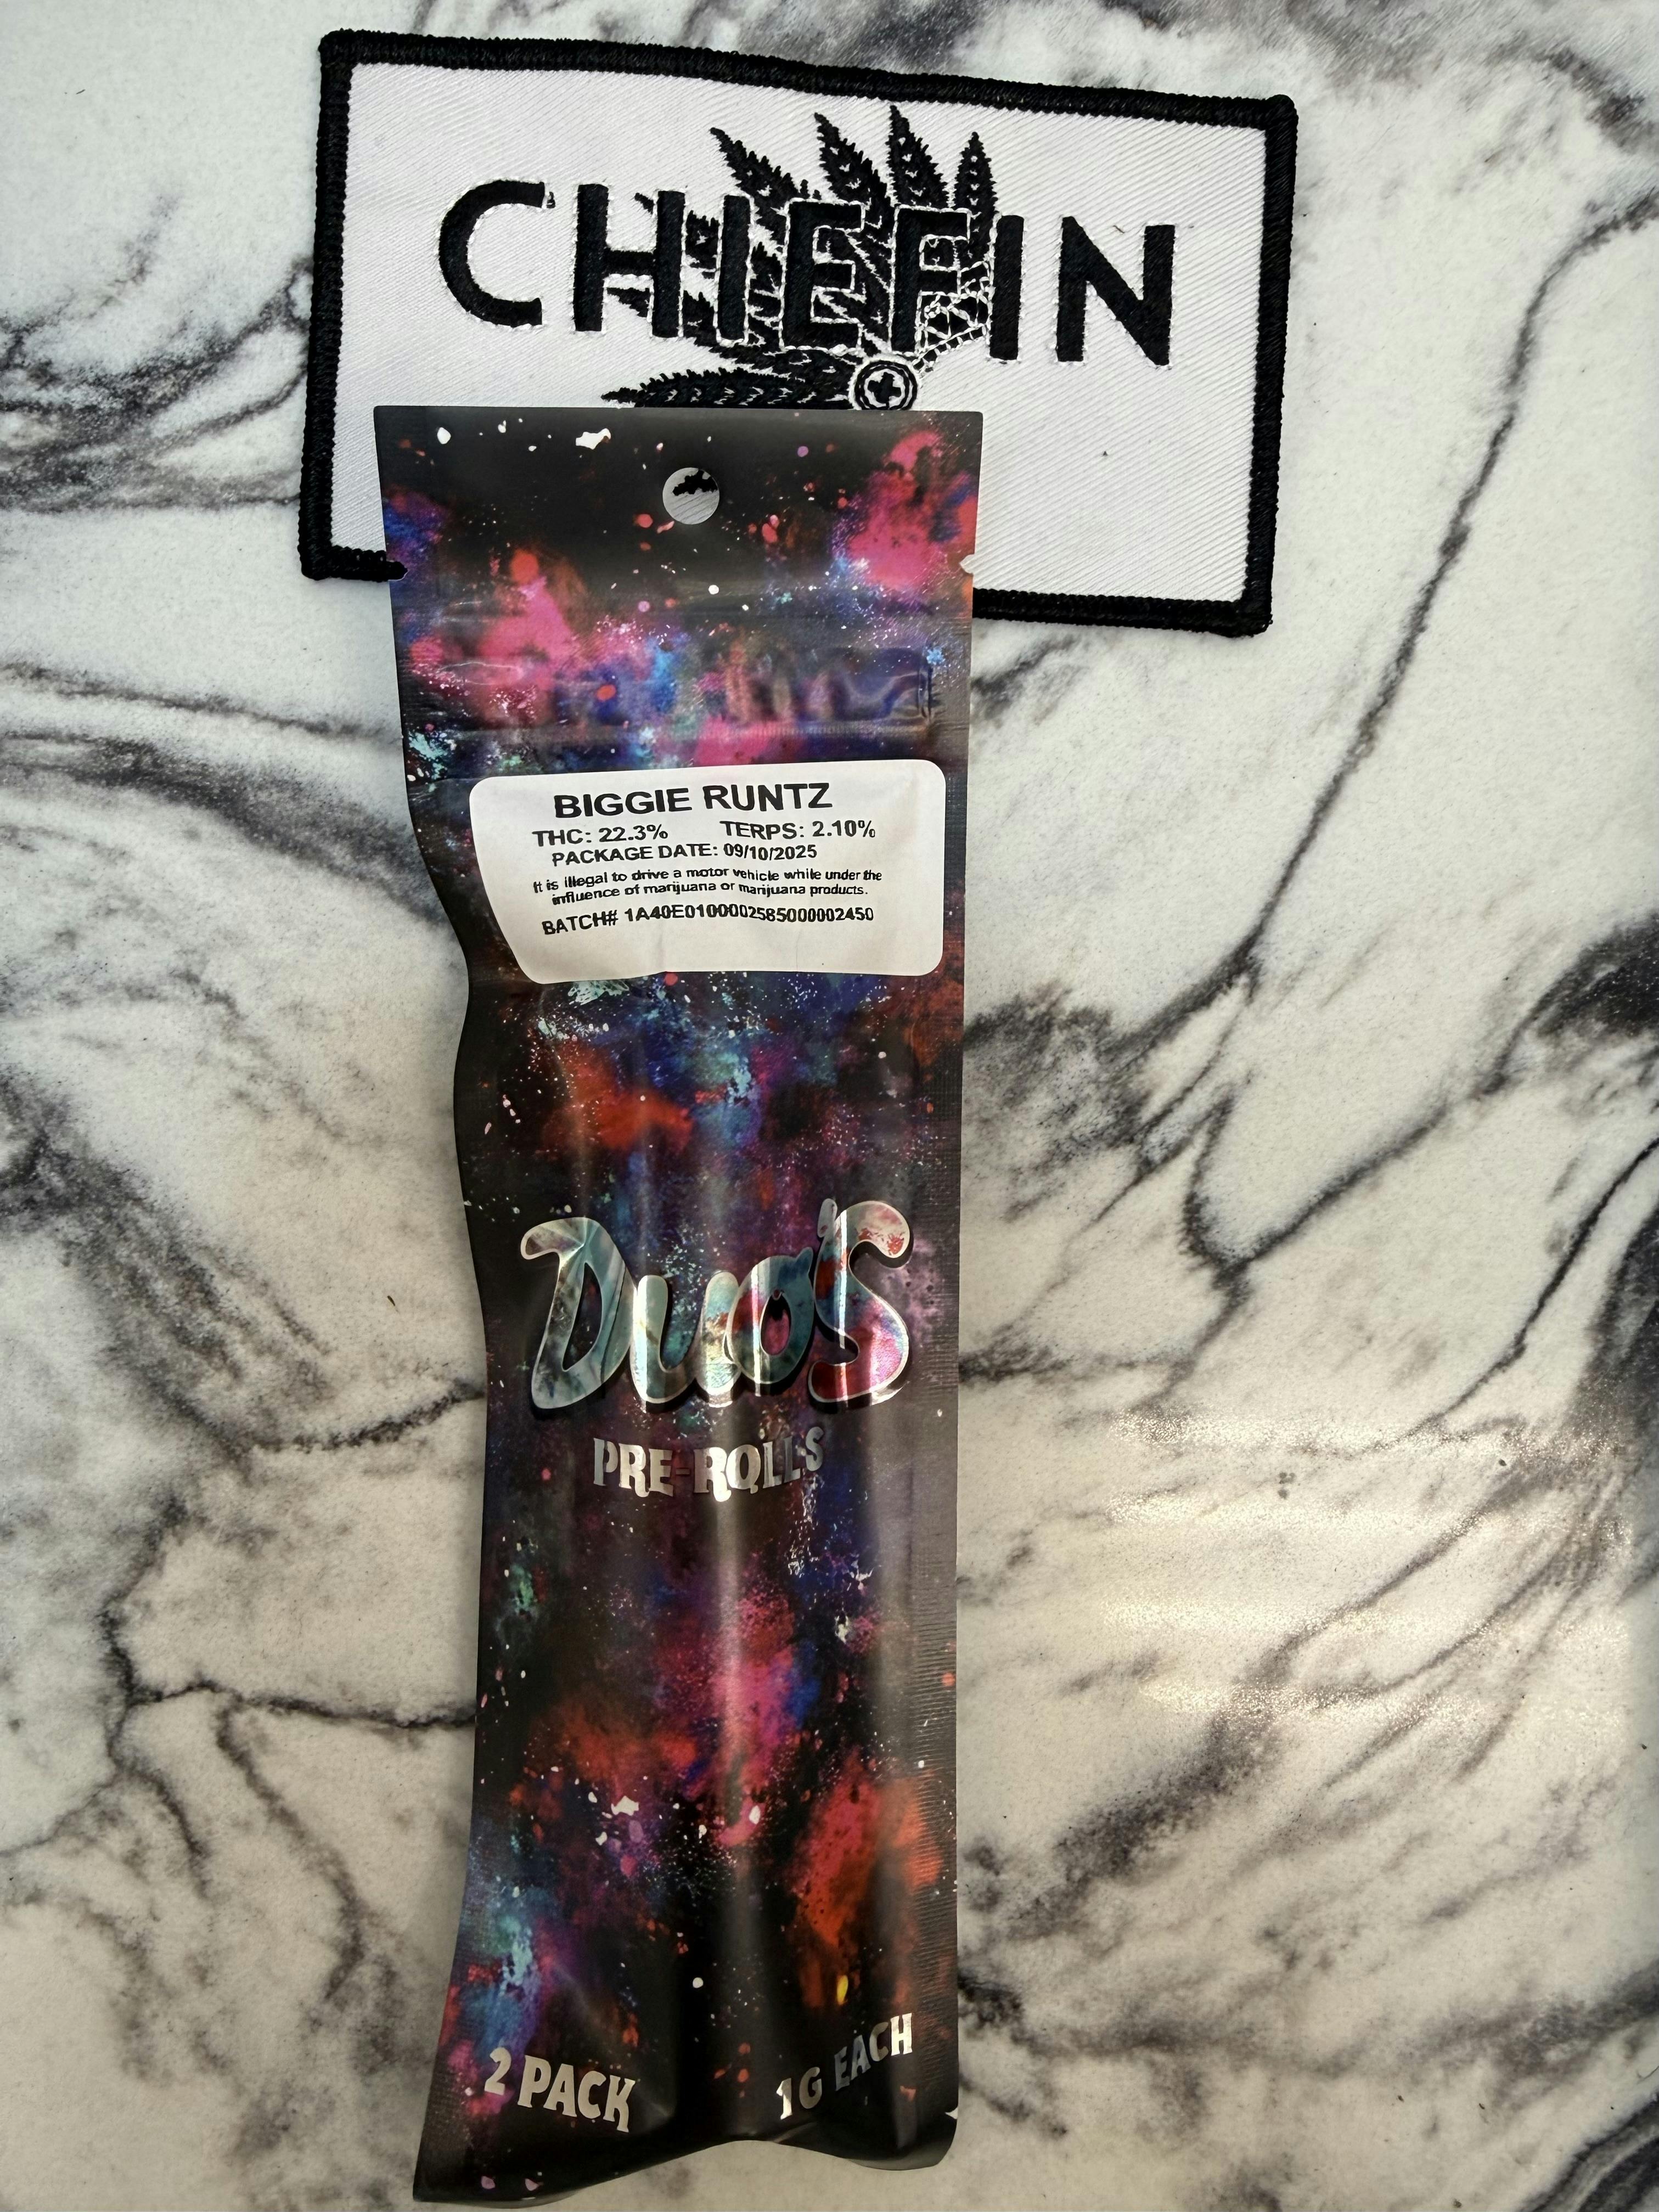 CHIEFIN
BIGGIE RUNTZ
THC: 22.3% TERPS: 2.10%
PACKAGE DATE: 09/10/2025
It is illegal to drive a motor vehicle while under the
influence of marijuana or marijuana products.
BATCH# 1A40E0100002585000002450
Duo's
PRE-ROLLS
2 PACK 1G EACH